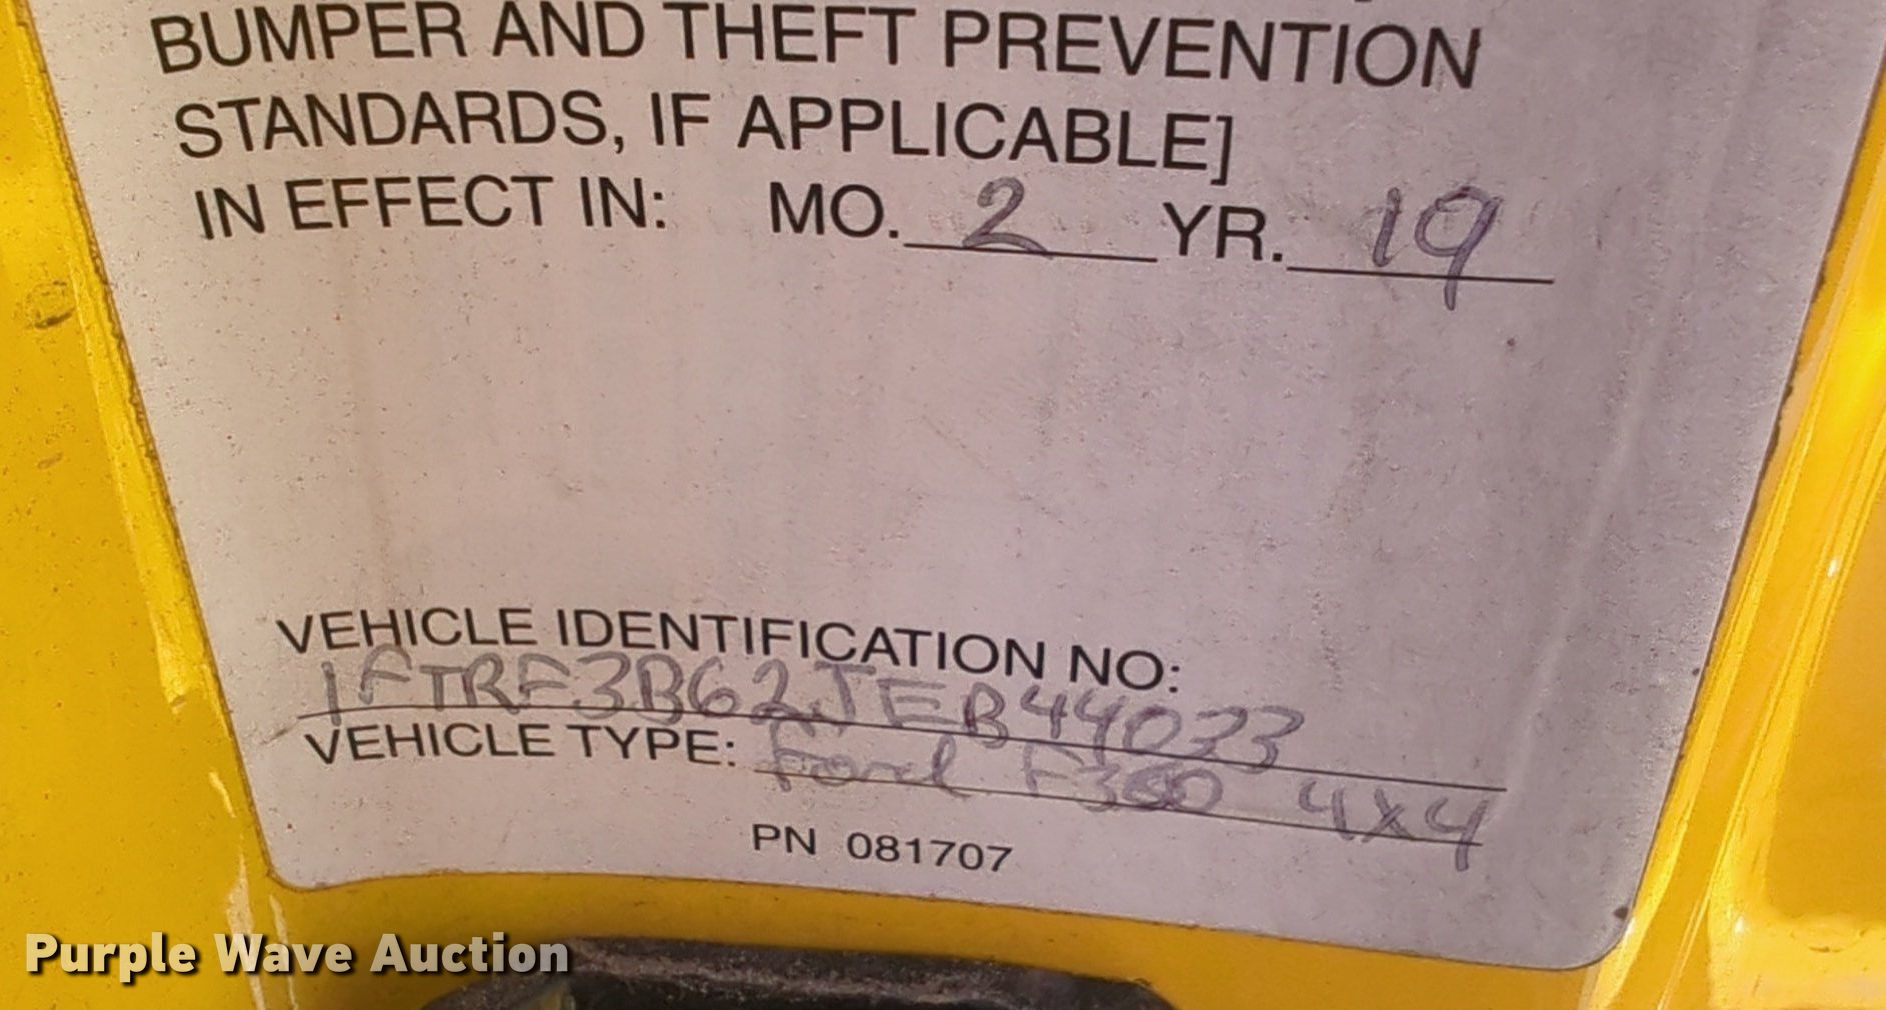 BUMPER AND THEFT PREVENTION
STANDARDS, IF APPLICABLE]
IN EFFECT IN: MO. 2 YR. 19
VEHICLE IDENTIFICATION NO:
1FTRF3B62JEB44033
VEHICLE TYPE: Ford F350 4x4
PN 081707
Purple Wave Auction